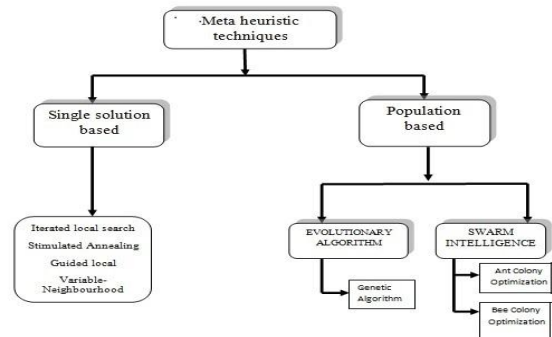 ·Meta heuristic
techniques
Single solution
based
Population
based
Iterated local search
Stimulated Annealing
Guided local
Variable-
Neighbourhood
EVOLUTIONARY
ALGORITHM
SWARM
INTELLIGENCE
Genetic
Algorithm
Ant Colony
Optimization
Bee Colony
Optimization